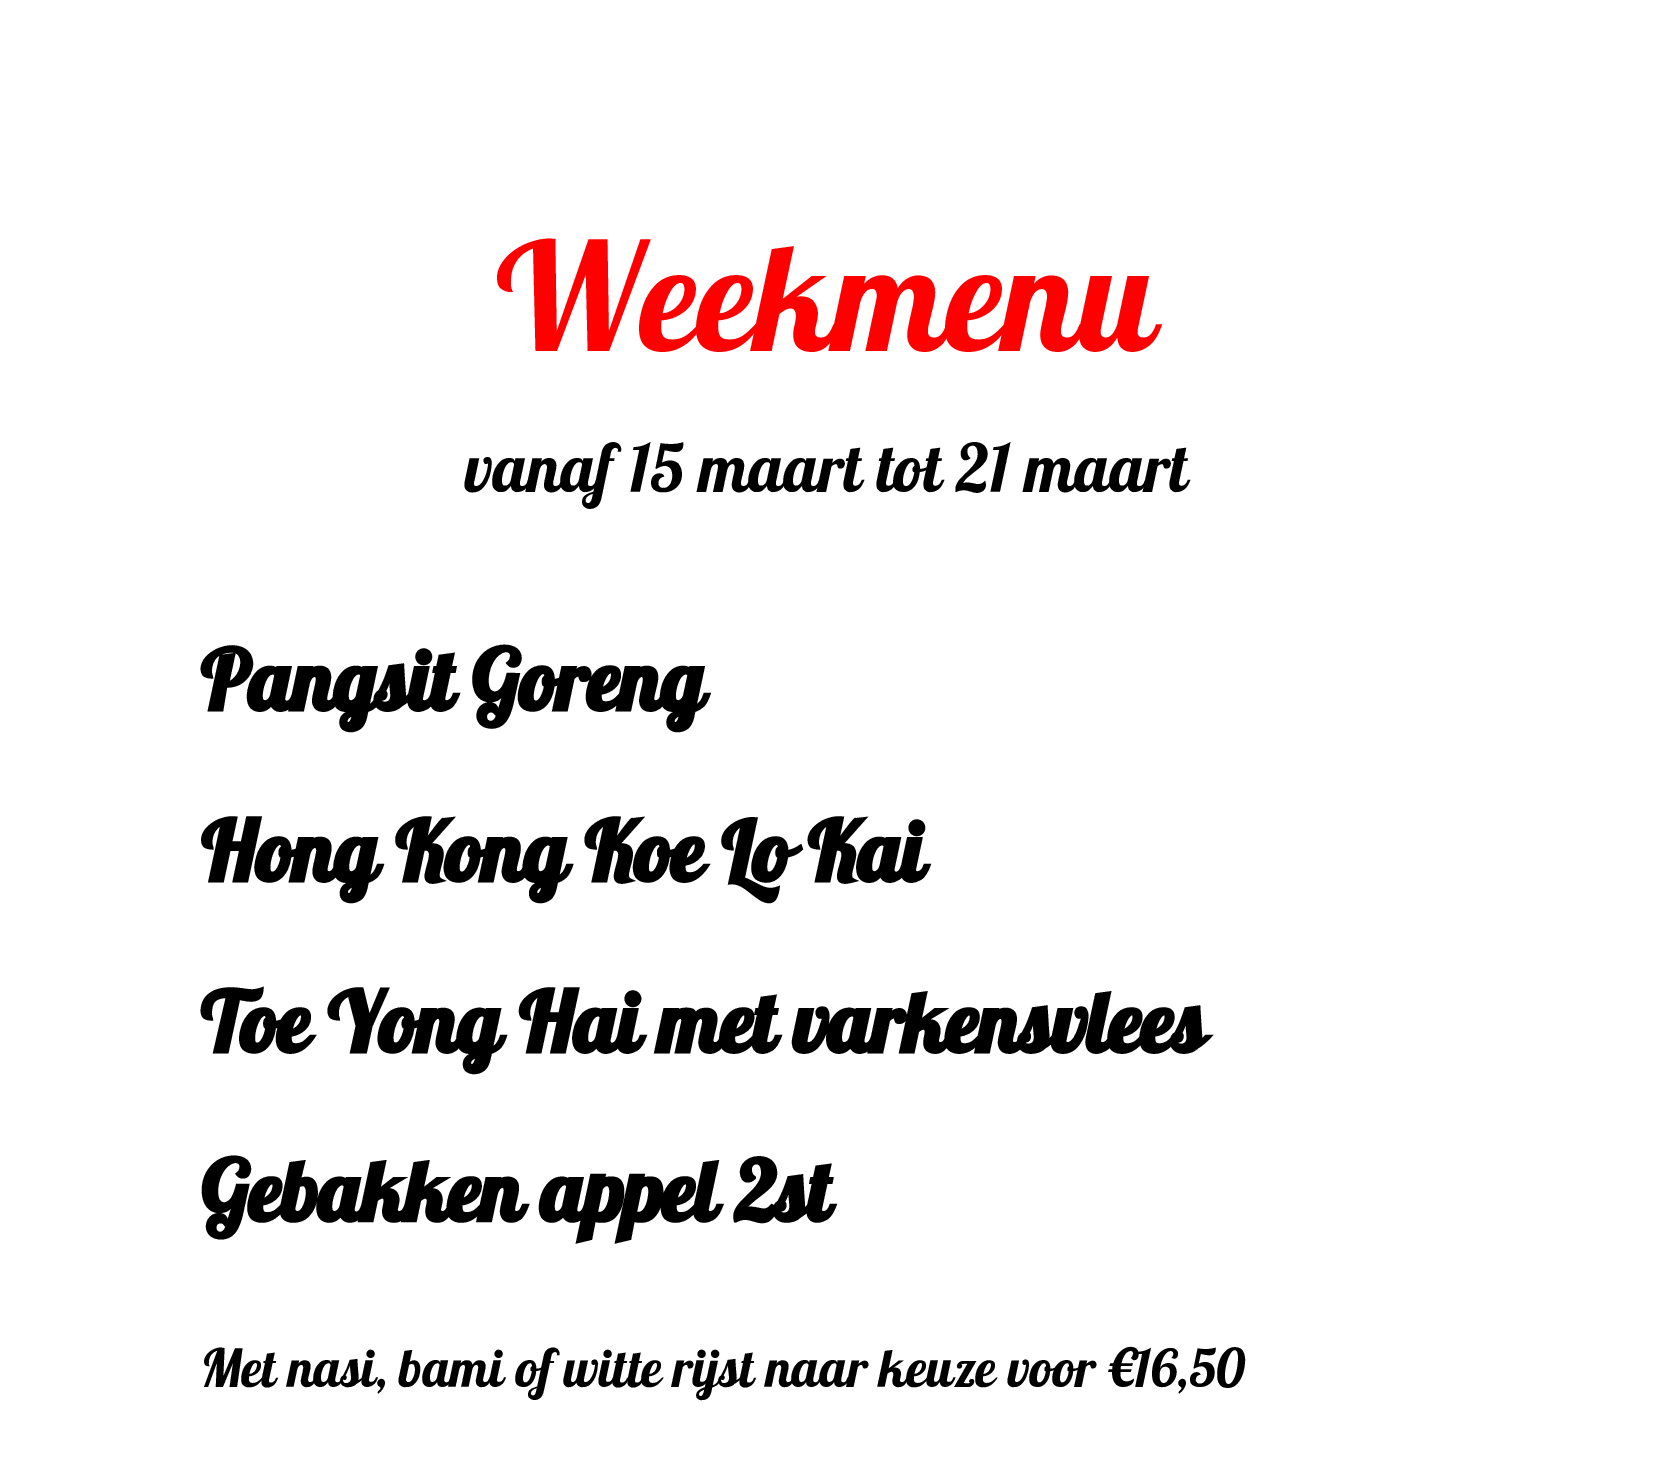 Weekmenu
vanaf 15 maart tot 21 maart
Pangsit Goreng
Hong Kong Koe Lo Kai
Toe Yong Hai met varkensvlees
Gebakken appel 2st
Met nasi, bami of witte rijst naar keuze voor €16,50